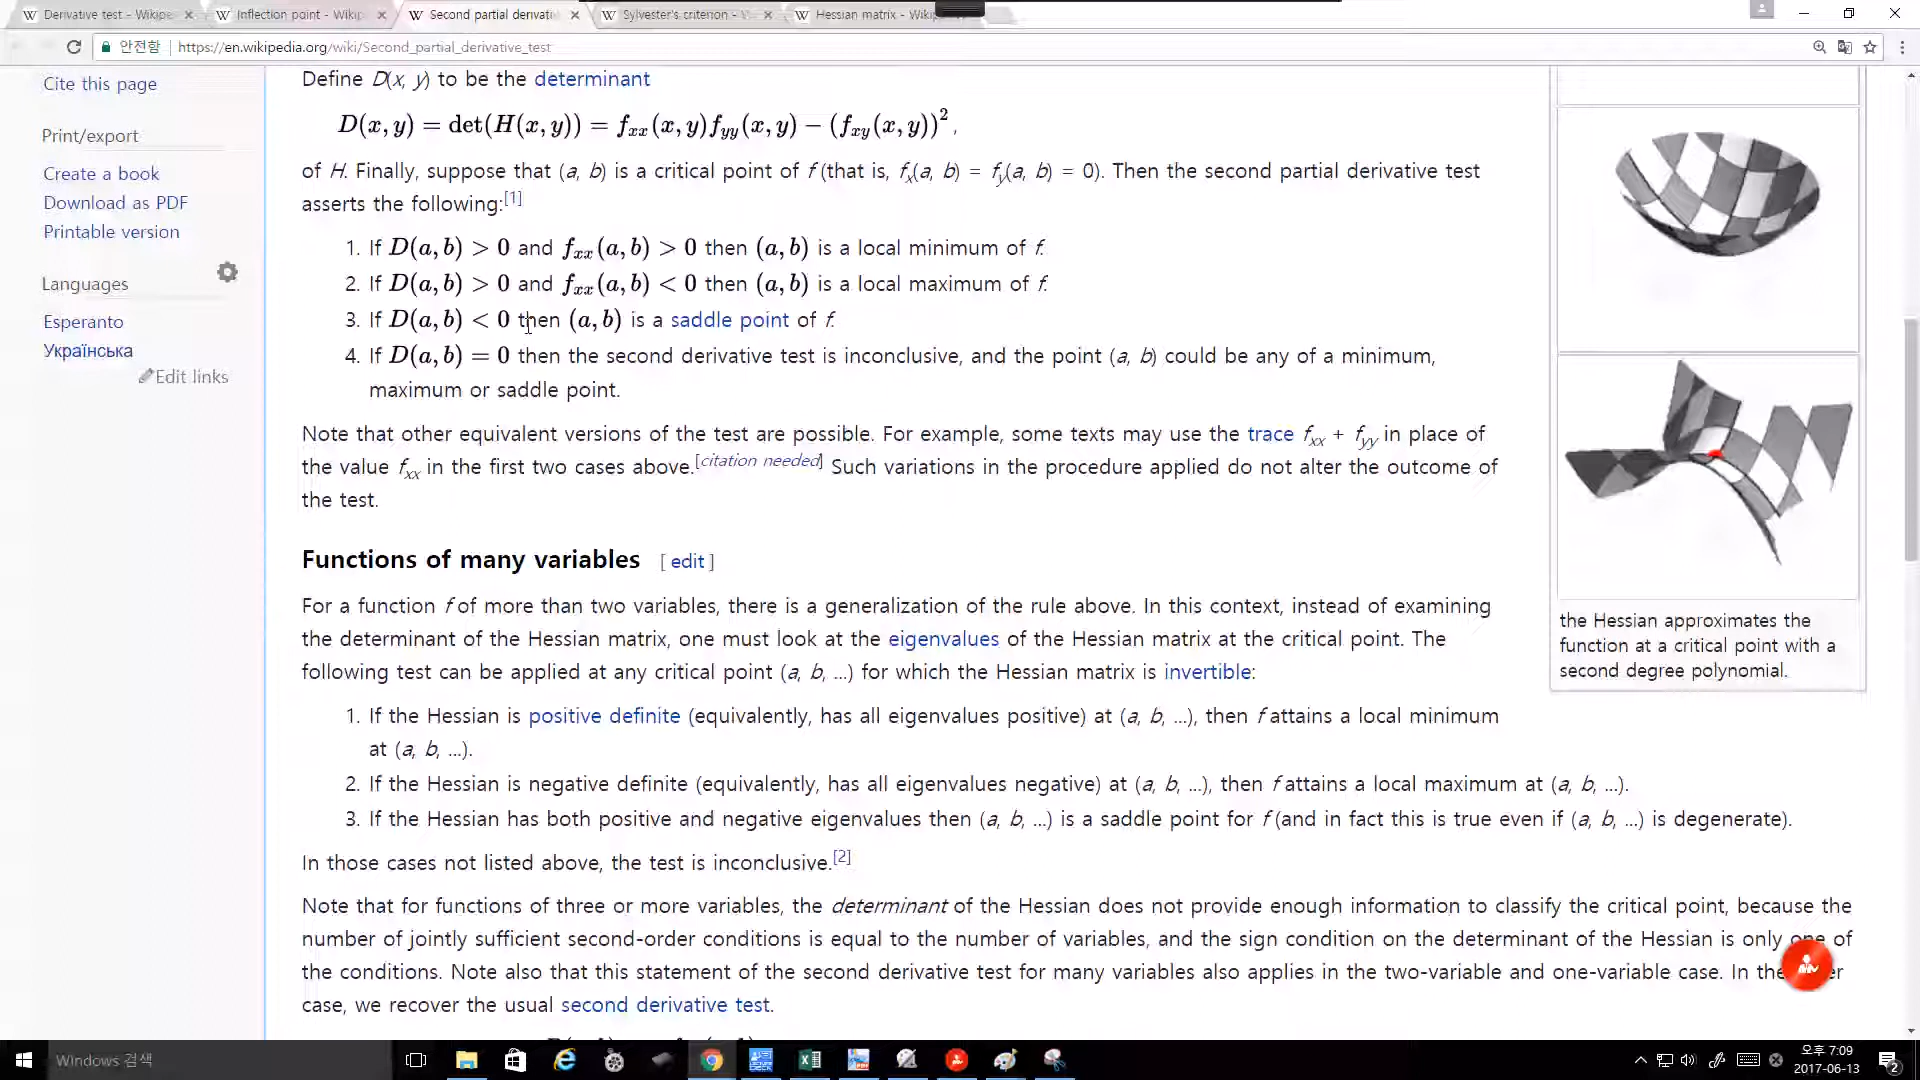 Derivative test - Wikipe
Inflection point - Wikip
Second partial derivati
Sylvester's criterion -
Hessian matrix - Wikip
안전함 | https://en.wikipedia.org/wiki/Second_partial_derivative_test
Cite this page
Print/export
Create a book
Download as PDF
Printable version
Languages
Esperanto
Українська
Edit links
Define D(x, y) to be the determinant
D(x, y) = det(H(x, y)) = fxx(x, y)fyy(x, y) − (fxy(x, y))²,
of H. Finally, suppose that (a, b) is a critical point of f (that is, fx(a, b) = fy(a, b) = 0). Then the second partial derivative test
asserts the following:[1]
1. If D(a, b) > 0 and fxx(a, b) > 0 then (a, b) is a local minimum of f.
2. If D(a, b) > 0 and fxx(a, b) < 0 then (a, b) is a local maximum of f.
3. If D(a, b) < 0 then (a, b) is a saddle point of f.
4. If D(a, b) = 0 then the second derivative test is inconclusive, and the point (a, b) could be any of a minimum,
maximum or saddle point.
Note that other equivalent versions of the test are possible. For example, some texts may use the trace fxx + fyy in place of
the value fxx in the first two cases above.[citation needed] Such variations in the procedure applied do not alter the outcome of
the test.
Functions of many variables [ edit ]
For a function f of more than two variables, there is a generalization of the rule above. In this context, instead of examining
the determinant of the Hessian matrix, one must look at the eigenvalues of the Hessian matrix at the critical point. The
following test can be applied at any critical point (a, b, ...) for which the Hessian matrix is invertible:
1. If the Hessian is positive definite (equivalently, has all eigenvalues positive) at (a, b, ...), then f attains a local minimum
at (a, b, ...).
2. If the Hessian is negative definite (equivalently, has all eigenvalues negative) at (a, b, ...), then f attains a local maximum at (a, b, ...).
3. If the Hessian has both positive and negative eigenvalues then (a, b, ...) is a saddle point for f (and in fact this is true even if (a, b, ...) is degenerate).
In those cases not listed above, the test is inconclusive.[2]
Note that for functions of three or more variables, the determinant of the Hessian does not provide enough information to classify the critical point, because the
number of jointly sufficient second-order conditions is equal to the number of variables, and the sign condition on the determinant of the Hessian is only one of
the conditions. Note also that this statement of the second derivative test for many variables also applies in the two-variable and one-variable case. In the
case, we recover the usual second derivative test.
the Hessian approximates the
function at a critical point with a
second degree polynomial.
Windows 검색
오후 7:09
2017-06-13
2